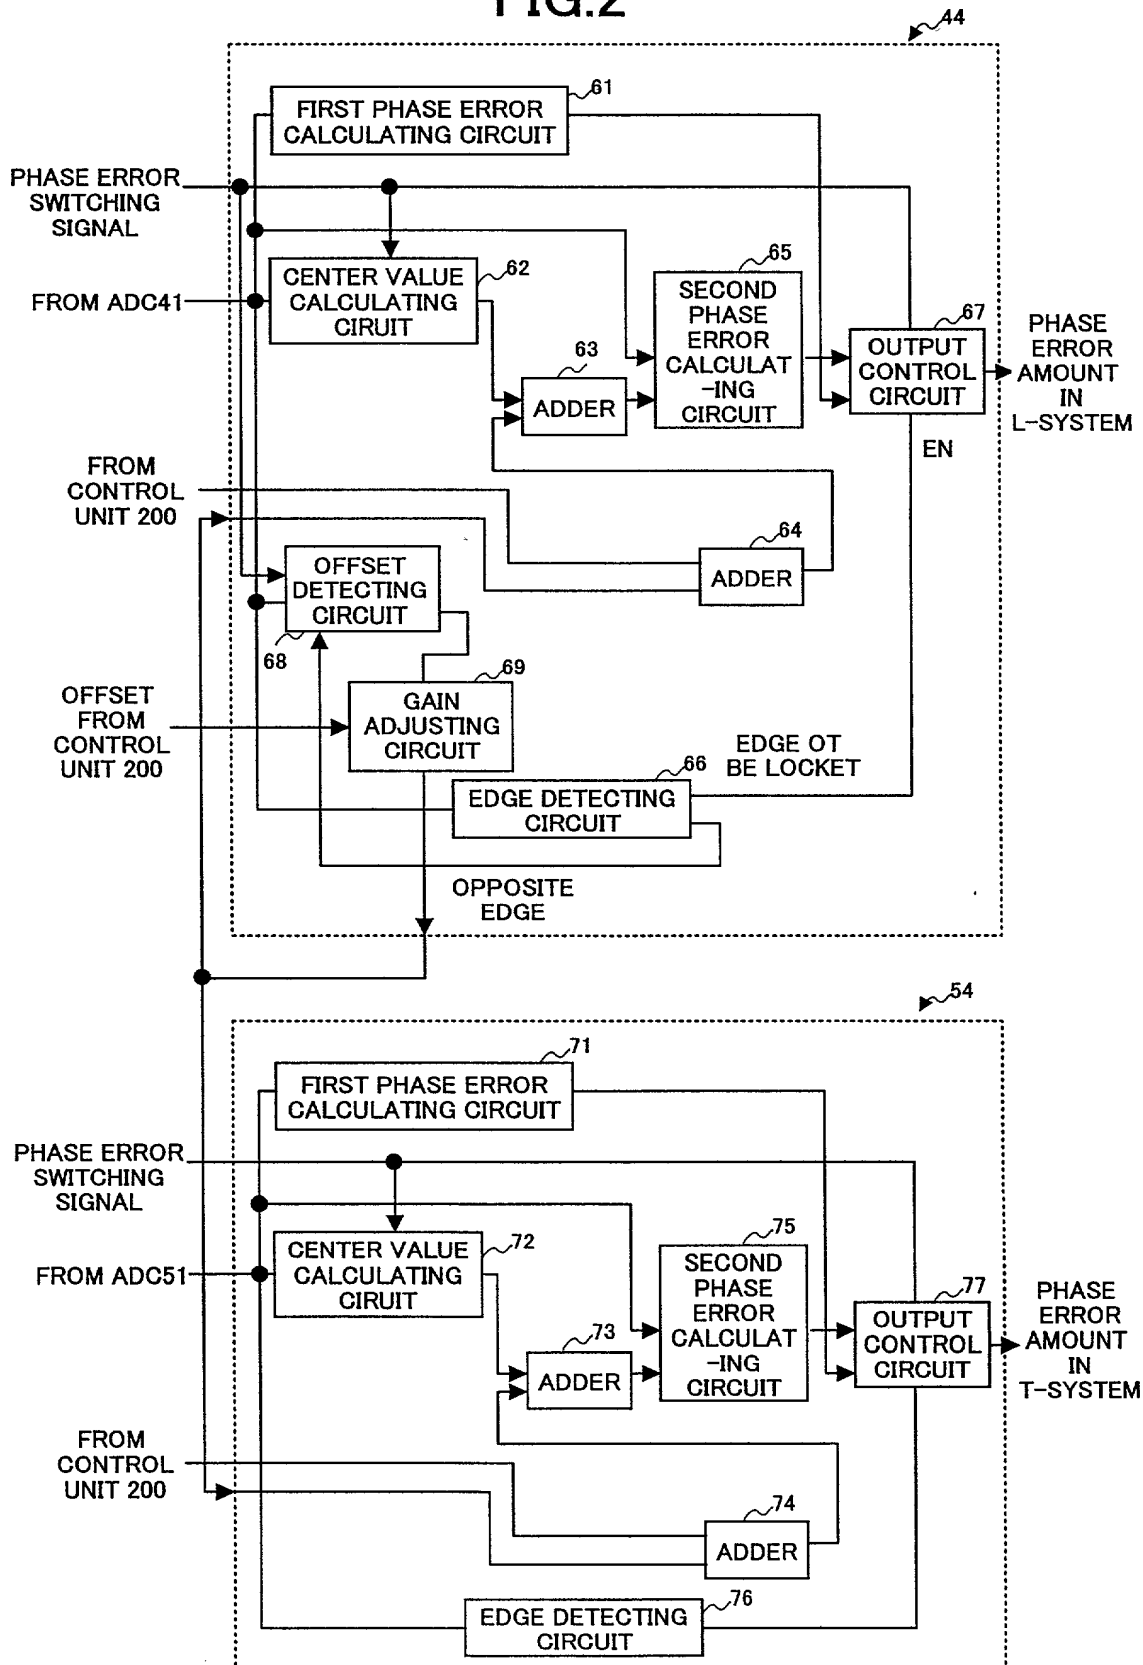 FIG.2
44
61
FIRST PHASE ERROR
CALCULATING CIRCUIT
PHASE ERROR
SWITCHING
SIGNAL
FROM ADC41
CENTER VALUE
CALCULATING
CIRUIT
62
63
ADDER
65
SECOND
PHASE
ERROR
CALCULAT
-ING
CIRCUIT
67
OUTPUT
CONTROL
CIRCUIT
PHASE
ERROR
AMOUNT
IN
L-SYSTEM
EN
FROM
CONTROL
UNIT 200
64
ADDER
OFFSET
DETECTING
CIRCUIT
68
69
GAIN
ADJUSTING
CIRCUIT
OFFSET
FROM
CONTROL
UNIT 200
EDGE OT
BE LOCKET
66
EDGE DETECTING
CIRCUIT
OPPOSITE
EDGE
54
71
FIRST PHASE ERROR
CALCULATING CIRCUIT
PHASE ERROR
SWITCHING
SIGNAL
FROM ADC51
CENTER VALUE
CALCULATING
CIRUIT
72
73
ADDER
75
SECOND
PHASE
ERROR
CALCULAT
-ING
CIRCUIT
77
OUTPUT
CONTROL
CIRCUIT
PHASE
ERROR
AMOUNT
IN
T-SYSTEM
FROM
CONTROL
UNIT 200
74
ADDER
76
EDGE DETECTING
CIRCUIT